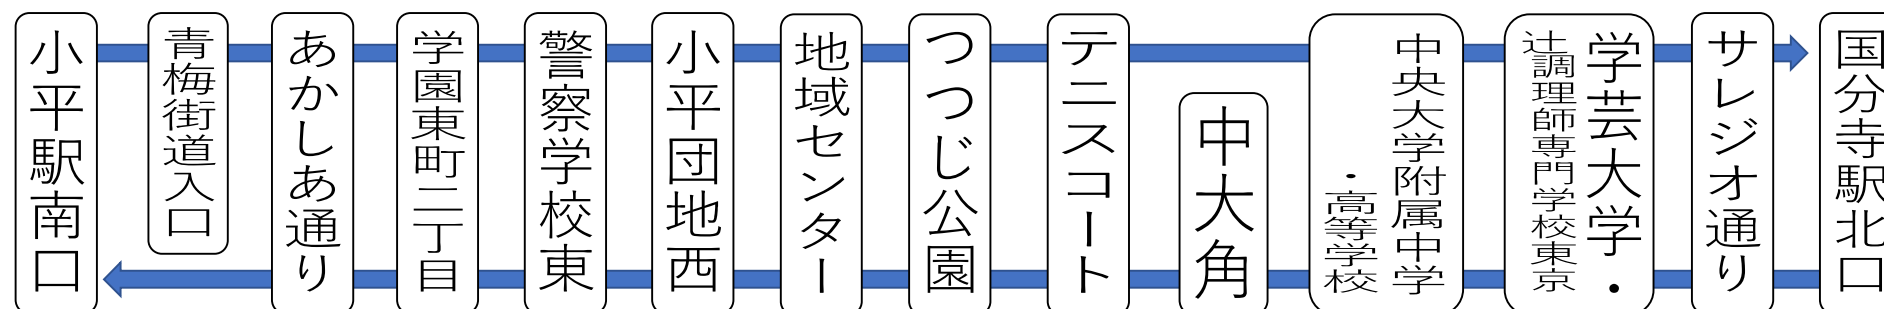 小平駅南口
青梅街道入口
あかしあ通り
学園東町三丁目
警察学校東
小平団地西
地域センター
つつじ公園
テニスコート
中大角
中央大学附属中学
・高等学校
学芸大学・
辻調理師専門学校東京
サレジオ通り
国分寺駅北口